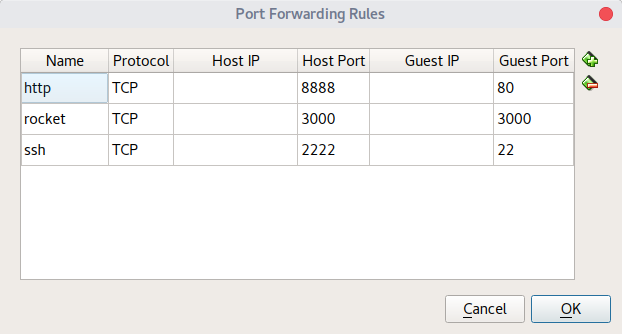 Port Forwarding Rules
Name Protocol Host IP Host Port Guest IP Guest Port
http TCP 8888 80
rocket TCP 3000 3000
ssh TCP 2222 22
Cancel OK